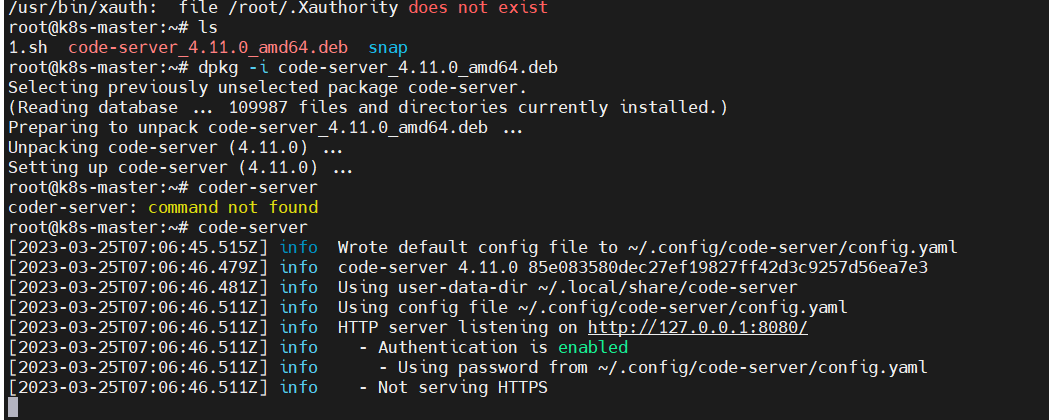 /usr/bin/xauth:  file /root/.Xauthority does not exist
root@k8s-master:~# ls
1.sh  code-server_4.11.0_amd64.deb  snap
root@k8s-master:~# dpkg -i code-server_4.11.0_amd64.deb
Selecting previously unselected package code-server.
(Reading database ... 109987 files and directories currently installed.)
Preparing to unpack code-server_4.11.0_amd64.deb ...
Unpacking code-server (4.11.0) ...
Setting up code-server (4.11.0) ...
root@k8s-master:~# coder-server
coder-server: command not found
root@k8s-master:~# code-server
[2023-03-25T07:06:45.515Z] info  Wrote default config file to ~/.config/code-server/config.yaml
[2023-03-25T07:06:46.479Z] info  code-server 4.11.0 85e083580dec27ef19827ff42d3c9257d56ea7e3
[2023-03-25T07:06:46.481Z] info  Using user-data-dir ~/.local/share/code-server
[2023-03-25T07:06:46.511Z] info  Using config file ~/.config/code-server/config.yaml
[2023-03-25T07:06:46.511Z] info  HTTP server listening on http://127.0.0.1:8080/
[2023-03-25T07:06:46.511Z] info    - Authentication is enabled
[2023-03-25T07:06:46.511Z] info      - Using password from ~/.config/code-server/config.yaml
[2023-03-25T07:06:46.511Z] info    - Not serving HTTPS